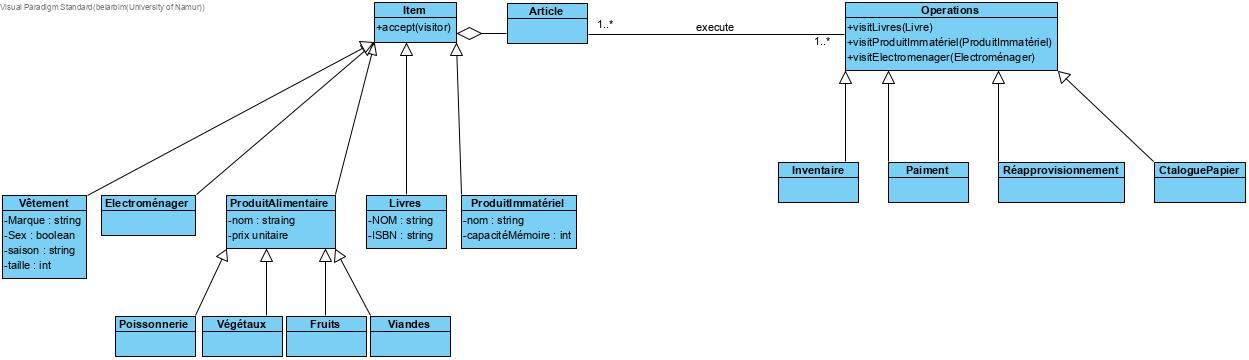 Visual Paradigm Standard(belarbim(University of Namur))
Item
+accept(visitor)
Article
1..*
execute
1..*
Operations
+visitLivres(Livre)
+visitProduitImmatériel(ProduitImmatériel)
+visitElectromenager(Electroménager)
Inventaire
Paiment
Réapprovisionnement
CtaloguePapier
Vêtement
-Marque : string
-Sex : boolean
-saison : string
-taille : int
Electroménager
ProduitAlimentaire
-nom : straing
-prix unitaire
Livres
-NOM : string
-ISBN : string
ProduitImmatériel
-nom : string
-capacitéMémoire : int
Poissonnerie
Végétaux
Fruits
Viandes